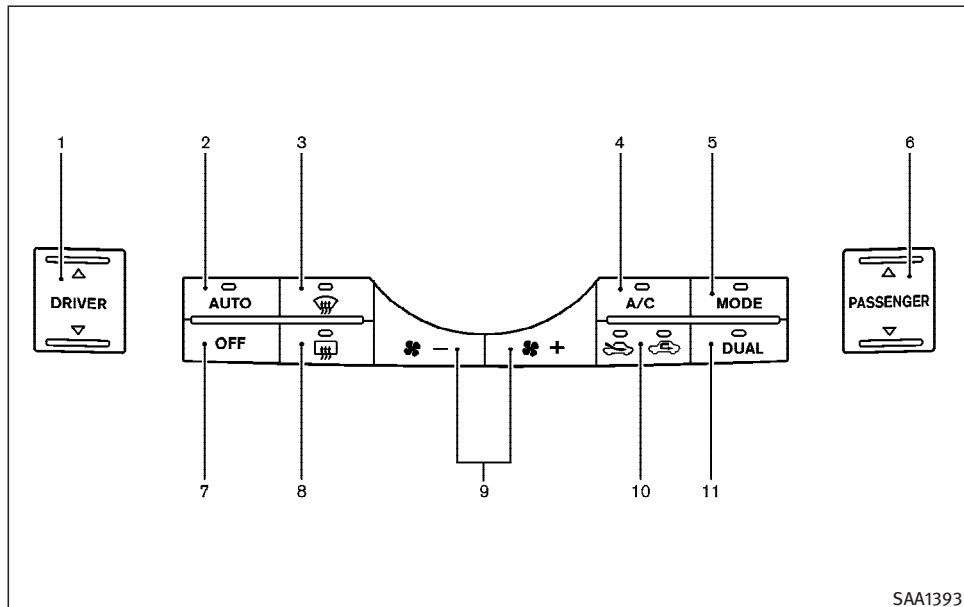 1 2 3 4 5 6
DRIVER AUTO A/C MODE PASSENGER
OFF − + DUAL
7 8 9 10 11
SAA1393